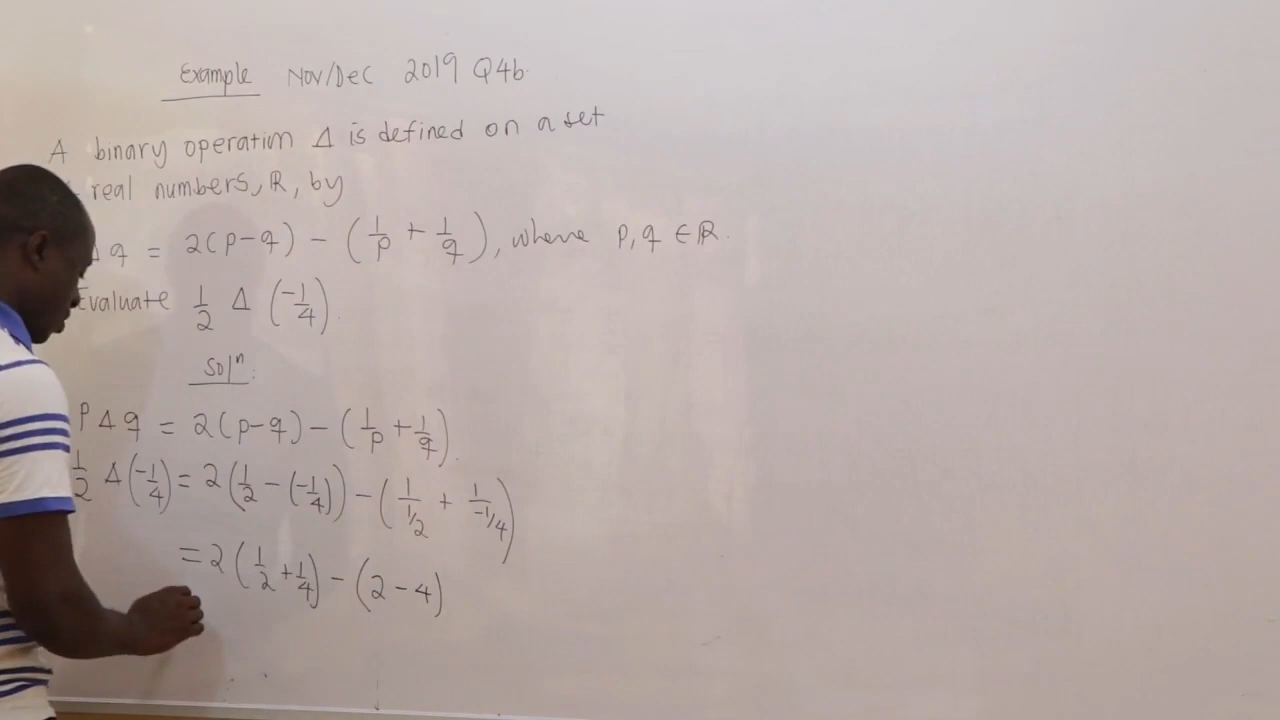 Example Nov/Dec 2019 Q4b.
A binary operation Δ is defined on a set
real numbers, ℝ, by
Δ q = 2(p-q) - (1/p + 1/q), where p, q ∈ ℝ.
Evaluate 1/2 Δ (-1/4).
Solⁿ:
P Δ q = 2(p-q) - (1/p + 1/q).
1/2 Δ (-1/4) = 2(1/2 - (-1/4)) - (1/1/2 + 1/-1/4)
= 2(1/2 + 1/4) - (2 - 4)